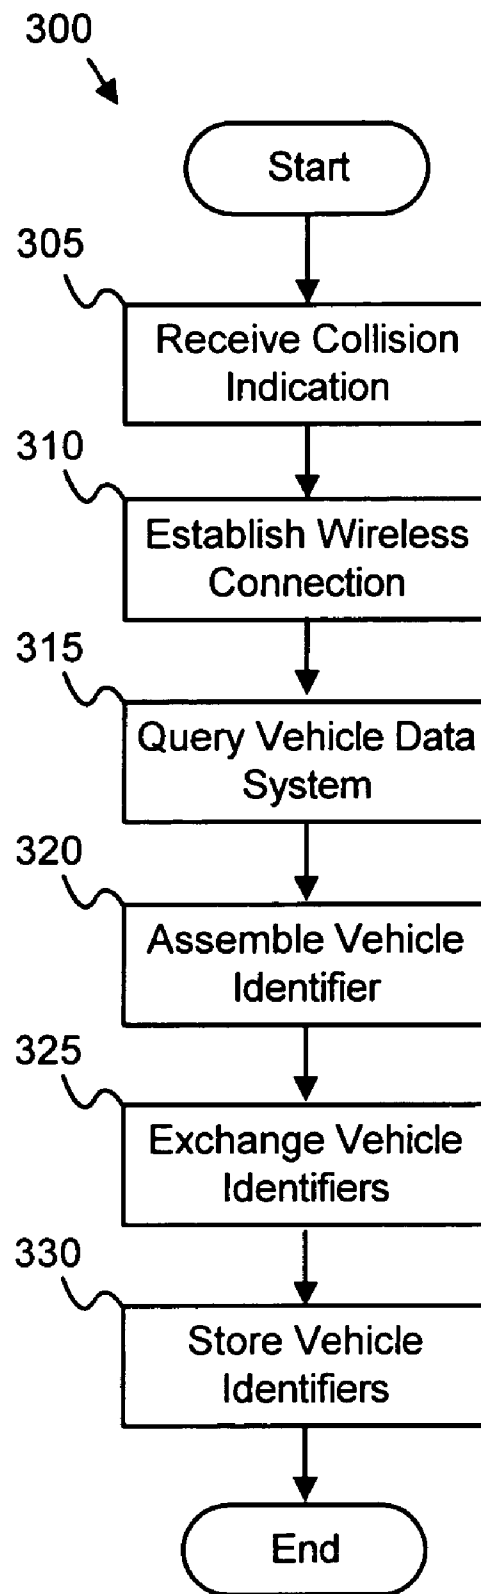 300
Start
305
Receive Collision
Indication
310
Establish Wireless
Connection
315
Query Vehicle Data
System
320
Assemble Vehicle
Identifier
325
Exchange Vehicle
Identifiers
330
Store Vehicle
Identifiers
End